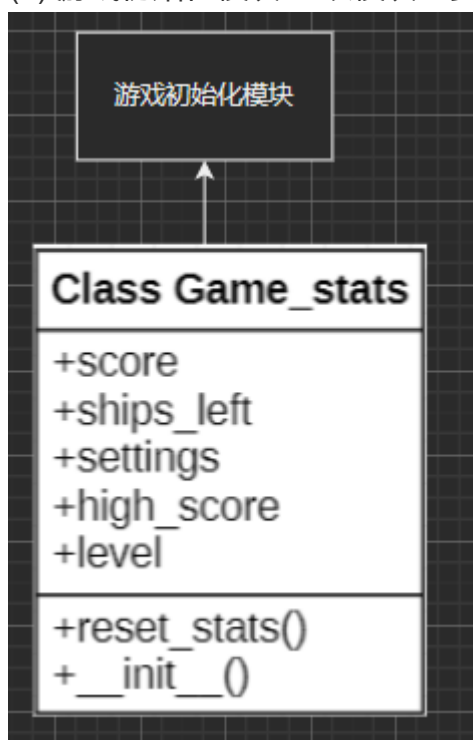 游戏初始化模块
Class Game_stats
+score
+ships_left
+settings
+high_score
+level
+reset_stats()
+__init__()